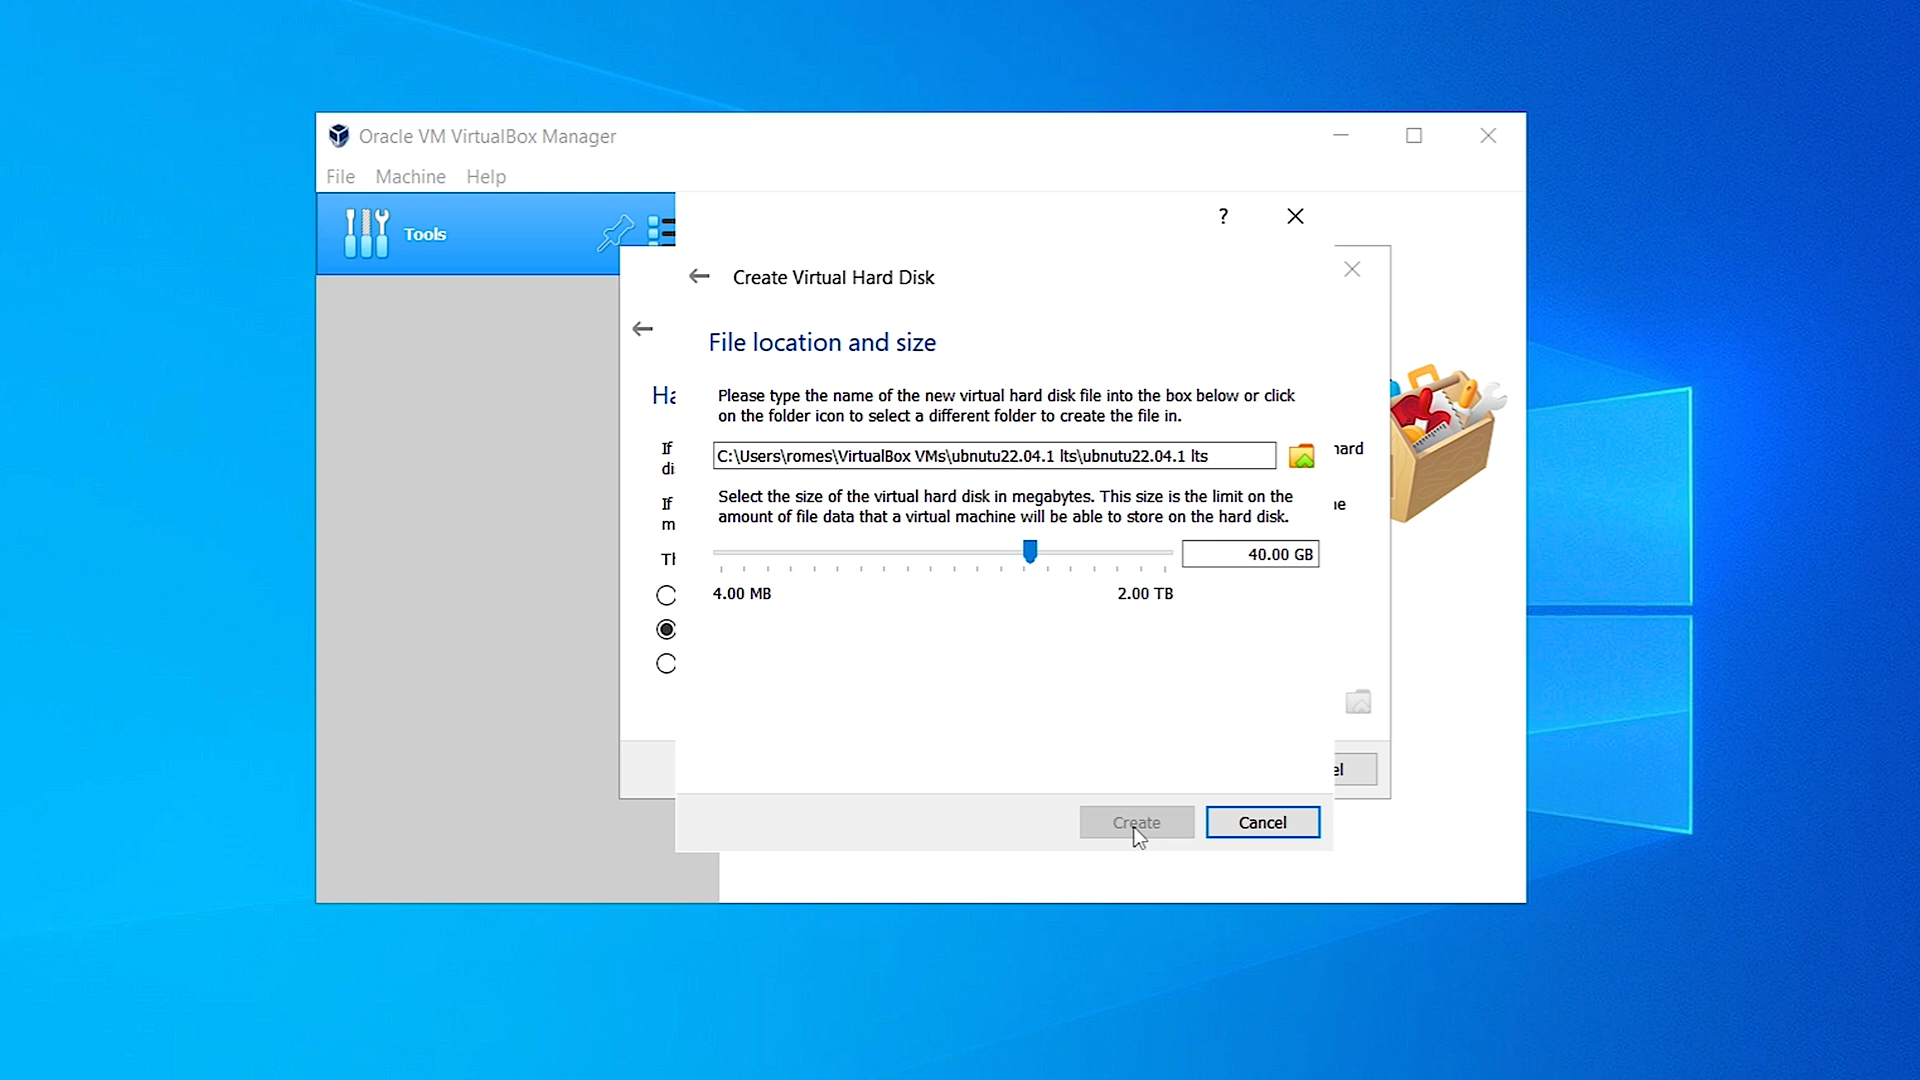 Oracle VM VirtualBox Manager
File Machine Help
Tools
?
Create Virtual Hard Disk
File location and size
Ha
Please type the name of the new virtual hard disk file into the box below or click
on the folder icon to select a different folder to create the file in.
If
hard
di
C:\Users\romes\VirtualBox VMs\ubnutu22.04.1 lts\ubnutu22.04.1 lts
Select the size of the virtual hard disk in megabytes. This size is the limit on the
amount of file data that a virtual machine will be able to store on the hard disk.
If
m
Th
40.00 GB
4.00 MB 2.00 TB
el
Create Cancel